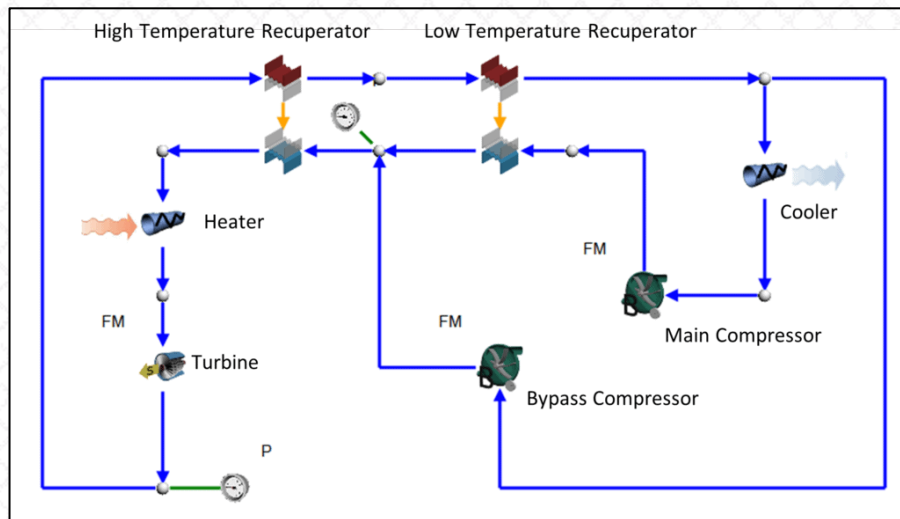 High Temperature Recuperator
Low Temperature Recuperator
Heater
Cooler
FM
Main Compressor
FM
FM
Turbine
S
Bypass Compressor
P